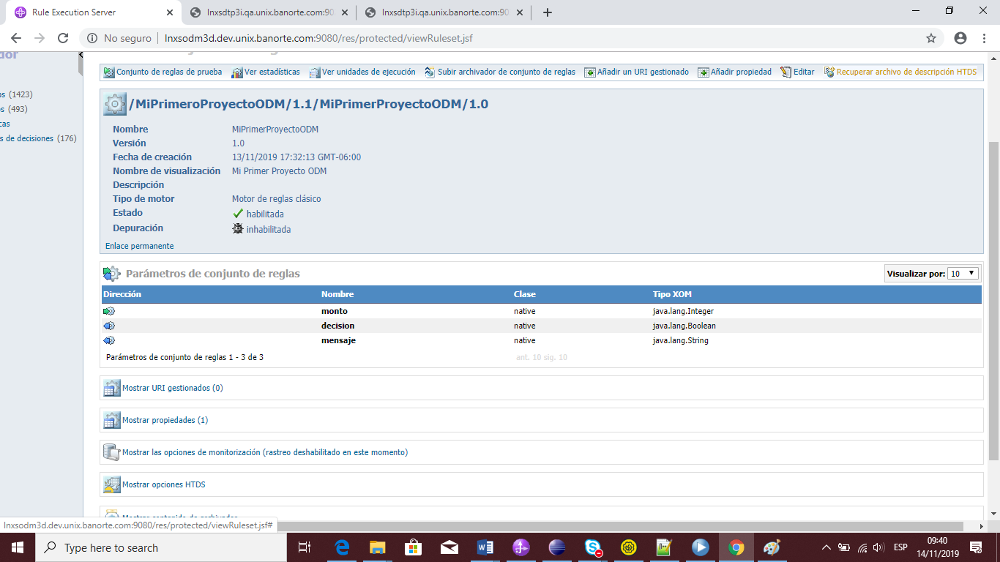 Rule Execution Server
lnxsdtp3i.qa.unix.banorte.com:90
lnxsdtp3i.qa.unix.banorte.com:90
No seguro
lnxsodm3d.dev.unix.banorte.com:9080/res/protected/viewRuleset.jsf
dor
os (1423)
os (493)
cas
s de decisiones (176)
Conjunto de reglas de prueba
Ver estadísticas
Ver unidades de ejecución
Subir archivador de conjunto de reglas
Añadir un URI gestionado
Añadir propiedad
Editar
Recuperar archivo de descripción HTDS
/MiPrimeroProyectoODM/1.1/MiPrimerProyectoODM/1.0
Nombre MiPrimerProyectoODM
Versión 1.0
Fecha de creación 13/11/2019 17:32:13 GMT-06:00
Nombre de visualización Mi Primer Proyecto ODM
Descripción
Tipo de motor Motor de reglas clásico
Estado habilitada
Depuración inhabilitada
Enlace permanente
Parámetros de conjunto de reglas
Visualizar por: 10
Dirección Nombre Clase Tipo XOM
monto native java.lang.Integer
decision native java.lang.Boolean
mensaje native java.lang.String
Parámetros de conjunto de reglas 1 - 3 de 3 ant. 10 sig. 10
Mostrar URI gestionados (0)
Mostrar propiedades (1)
Mostrar las opciones de monitorización (rastreo deshabilitado en este momento)
Mostrar opciones HTDS
Mostrar contenido de archivador
lnxsodm3d.dev.unix.banorte.com:9080/res/protected/viewRuleset.jsf#
Type here to search
ESP
09:40
14/11/2019